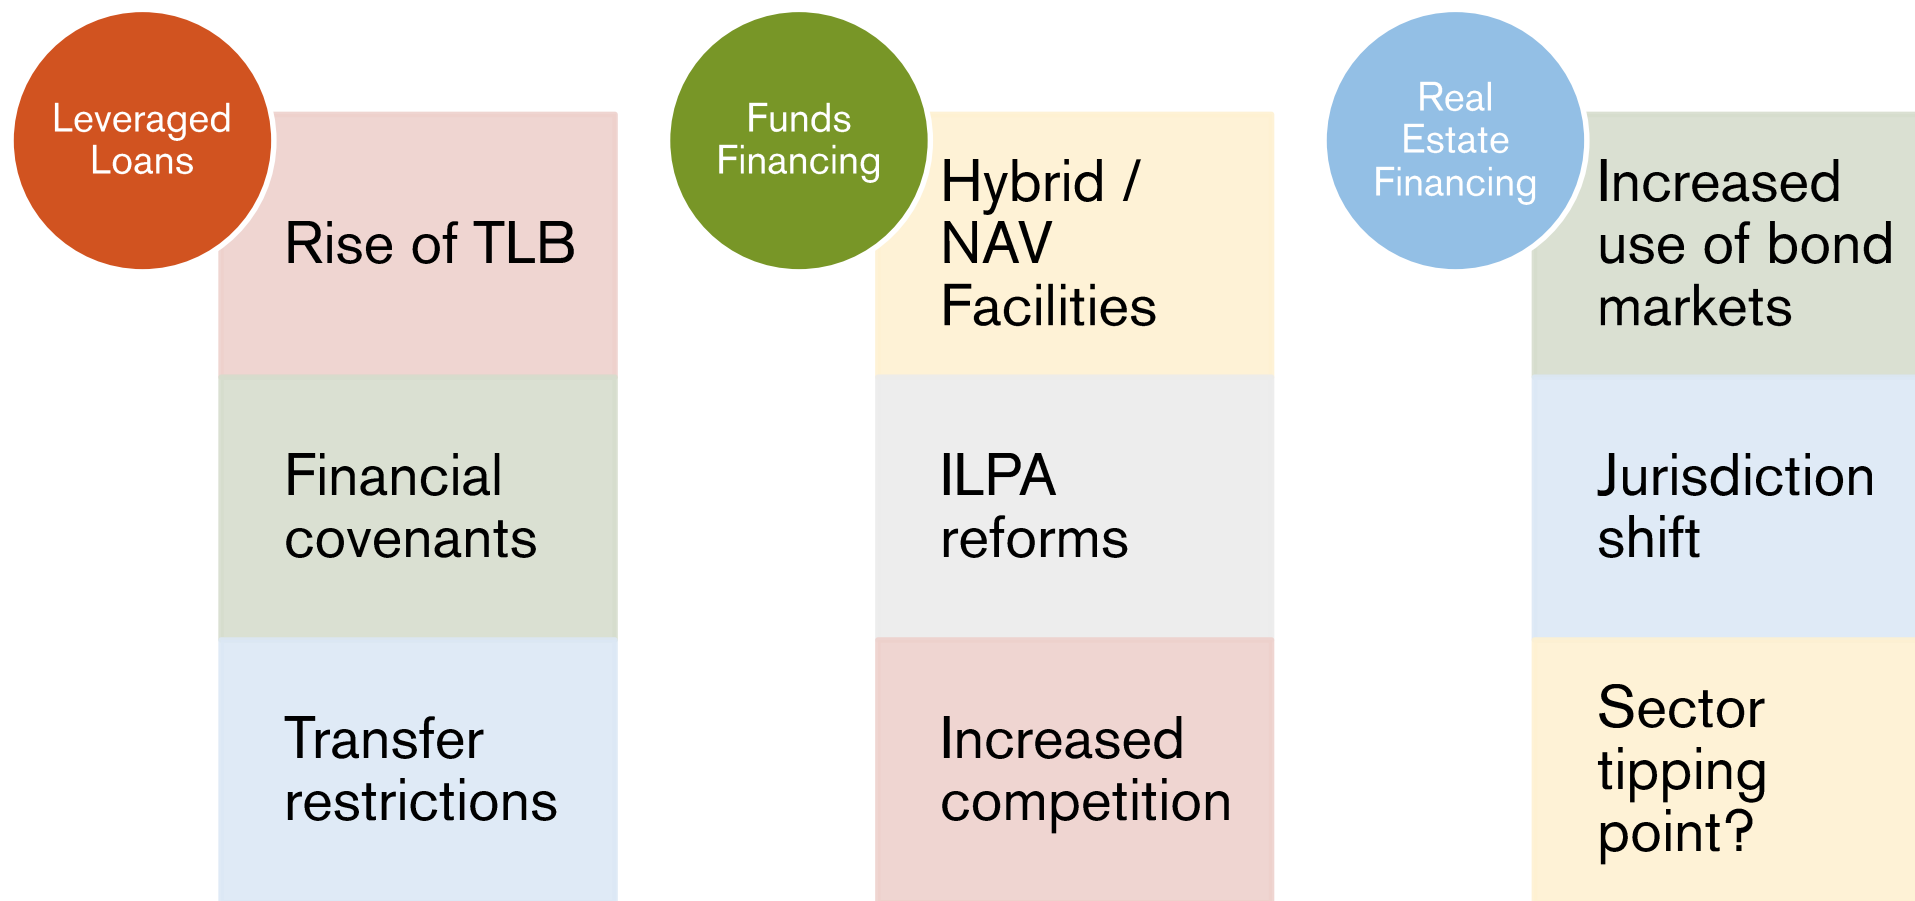 Leveraged
Loans
Rise of TLB
Financial
covenants
Transfer
restrictions
Funds
Financing
Hybrid /
NAV
Facilities
ILPA
reforms
Increased
competition
Real
Estate
Financing
Increased
use of bond
markets
Jurisdiction
shift
Sector
tipping
point?